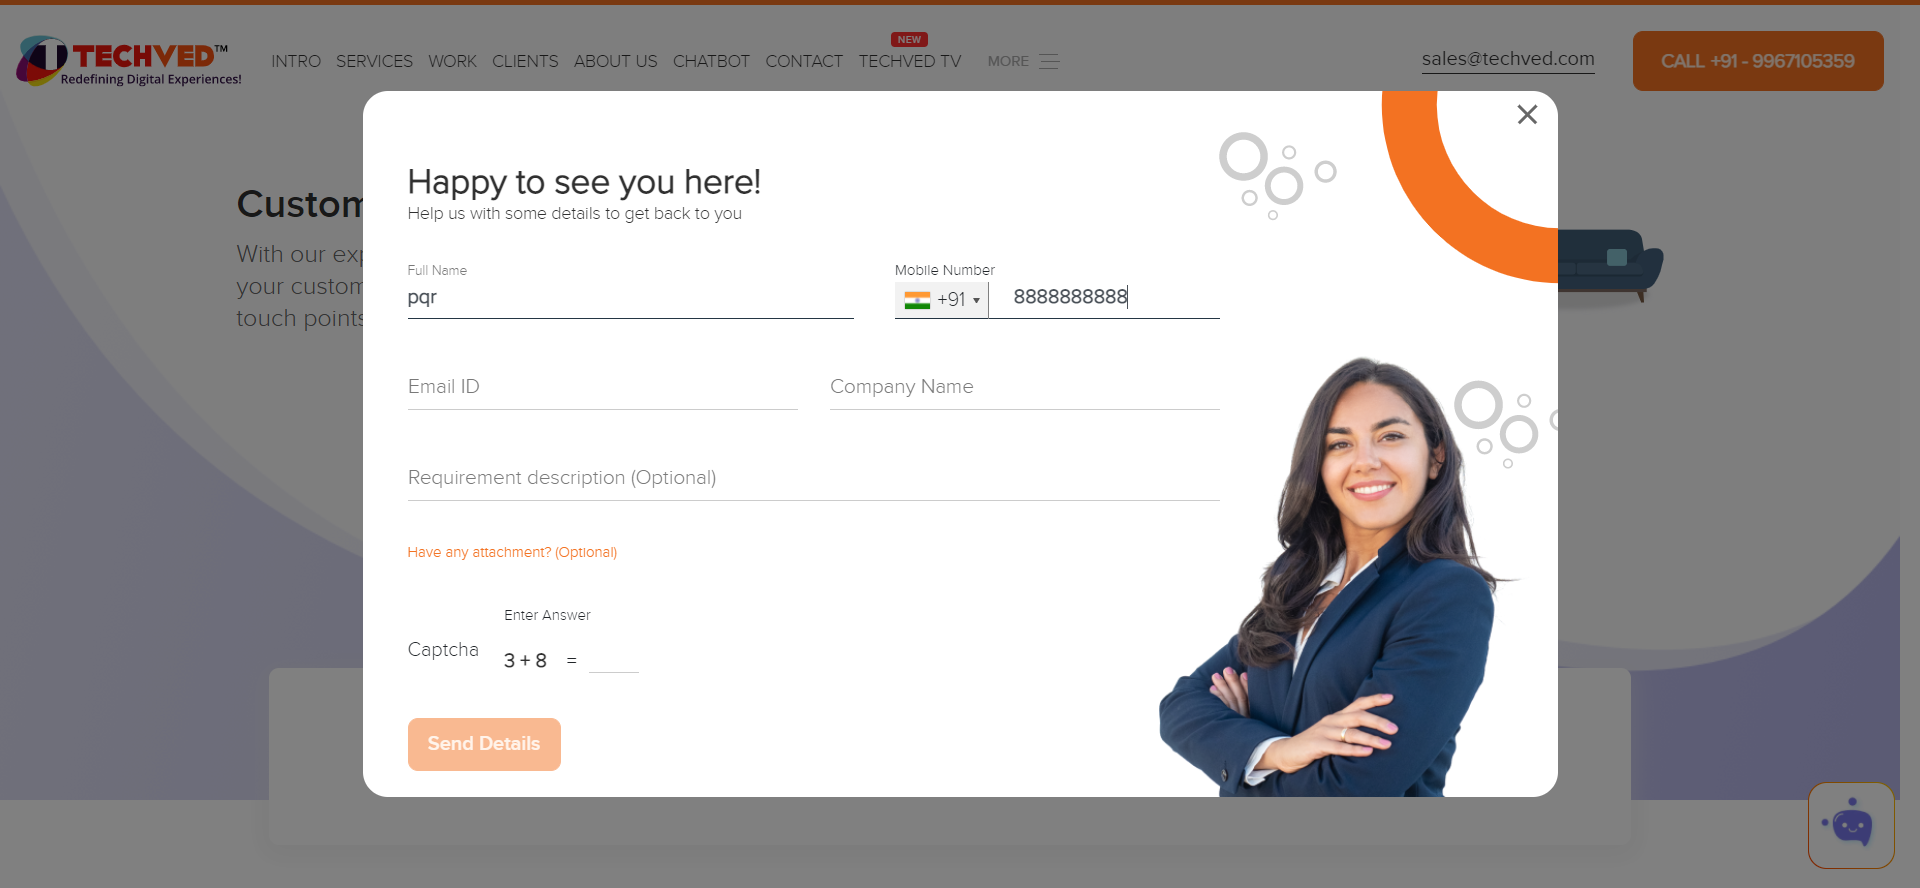 TECHVED™
Redefining Digital Experiences!
INTRO SERVICES WORK CLIENTS ABOUT US CHATBOT CONTACT TECHVED TV MORE
NEW
sales@techved.com
CALL +91 - 9967105359
Custom
With our exp
your custom
touch points
Happy to see you here!
Help us with some details to get back to you
Full Name
pqr
Mobile Number
+91 8888888888
Email ID
Company Name
Requirement description (Optional)
Have any attachment? (Optional)
Enter Answer
Captcha
3 + 8 =
Send Details